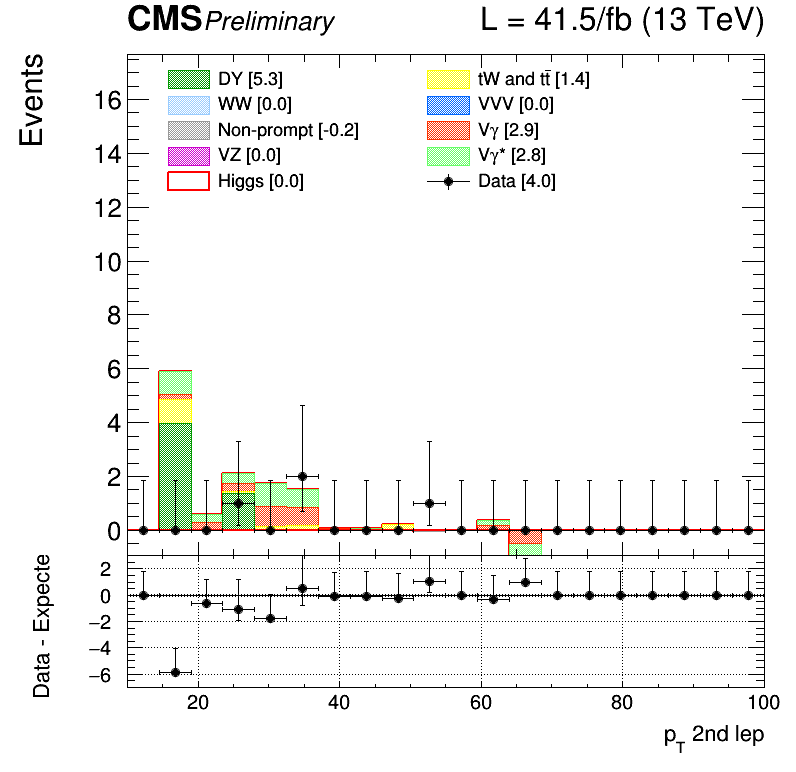 CMS Preliminary L = 41.5/fb (13 TeV)
Events
DY [5.3]
WW [0.0]
Non-prompt [-0.2]
VZ [0.0]
Higgs [0.0]
tW and tt̄ [1.4]
VVV [0.0]
Vγ [2.9]
Vγ* [2.8]
Data [4.0]
16
14
12
10
8
6
4
2
0
Data - Expecte
2
0
−2
−4
−6
20 40 60 80 100
pT 2nd lep